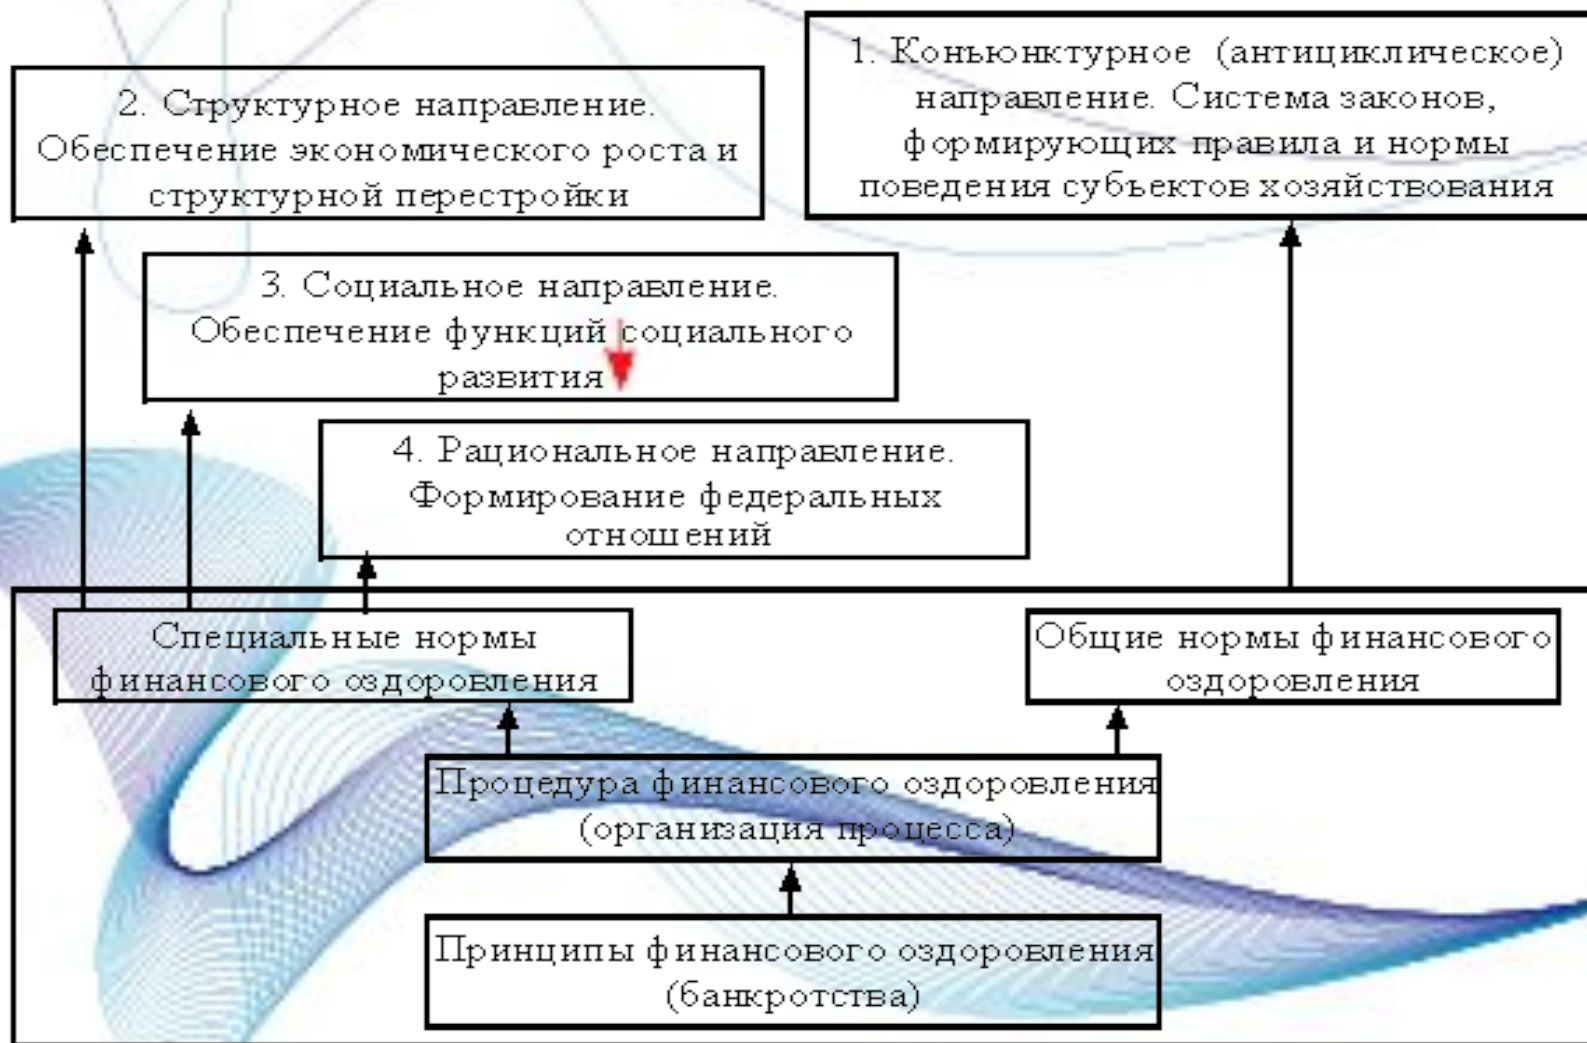 1. Коньюнктурное (антициклическое)
направление. Система законов,
формирующих правила и нормы
поведения субъектов хозяйствования
2. Структурное направление.
Обеспечение экономического роста и
структурной перестройки
3. Социальное направление.
Обеспечение функций социального
развития
4. Рациональное направление.
Формирование федеральных
отношений
Специальные нормы
финансового оздоровления
Общие нормы финансового
оздоровления
Процедура финансового оздоровления
(организация процесса)
Принципы финансового оздоровления
(банкротства)